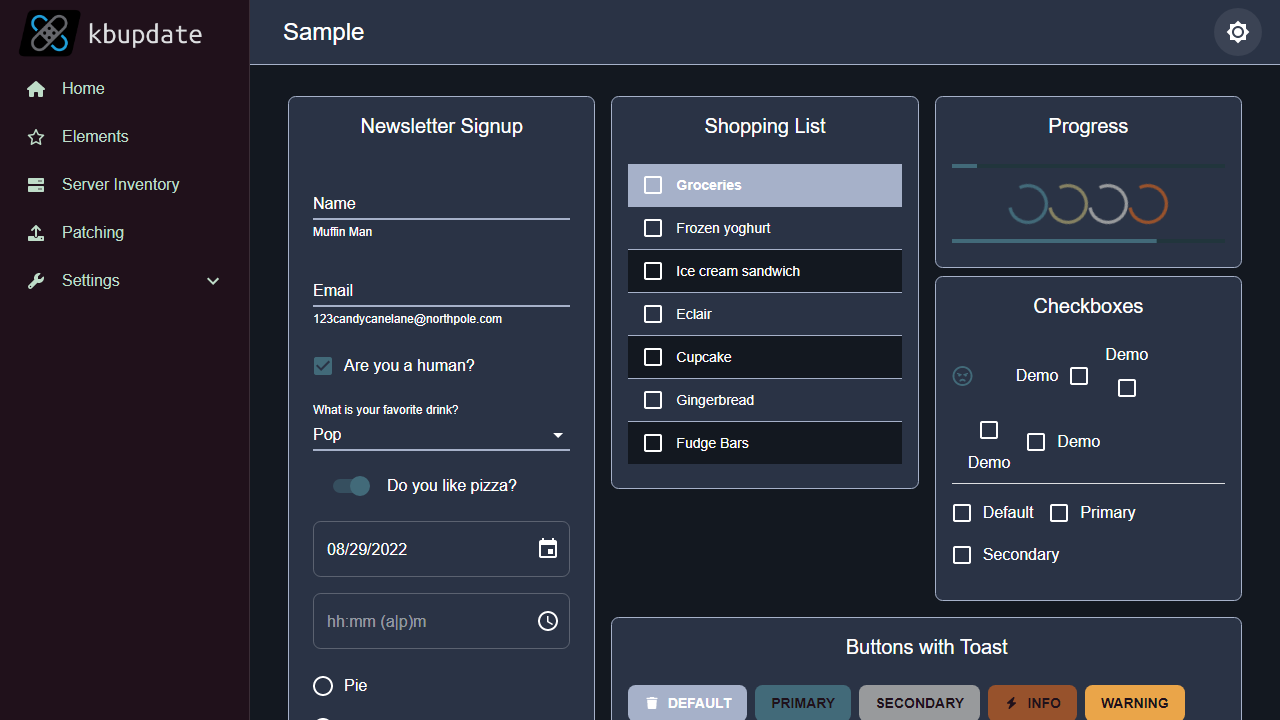 kbupdate
Home
Elements
Server Inventory
Patching
Settings
Sample
Newsletter Signup
Name
Muffin Man
Email
123candycanelane@northpole.com
Are you a human?
What is your favorite drink?
Pop
Do you like pizza?
08/29/2022
hh:mm (a|p)m
Pie
Shopping List
Groceries
Frozen yoghurt
Ice cream sandwich
Eclair
Cupcake
Gingerbread
Fudge Bars
Progress
Checkboxes
Demo
Demo
Demo
Demo
Default
Primary
Secondary
Buttons with Toast
DEFAULT
PRIMARY
SECONDARY
INFO
WARNING